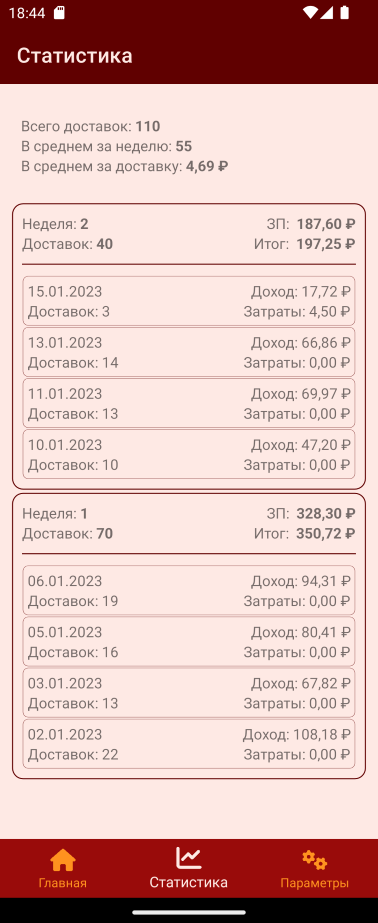 18:44
Статистика
Всего доставок: 110
В среднем за неделю: 55
В среднем за доставку: 4,69 ₽
Неделя: 2 ЗП: 187,60 ₽
Доставок: 40 Итог: 197,25 ₽
15.01.2023 Доход: 17,72 ₽
Доставок: 3 Затраты: 4,50 ₽
13.01.2023 Доход: 66,86 ₽
Доставок: 14 Затраты: 0,00 ₽
11.01.2023 Доход: 69,97 ₽
Доставок: 13 Затраты: 0,00 ₽
10.01.2023 Доход: 47,20 ₽
Доставок: 10 Затраты: 0,00 ₽
Неделя: 1 ЗП: 328,30 ₽
Доставок: 70 Итог: 350,72 ₽
06.01.2023 Доход: 94,31 ₽
Доставок: 19 Затраты: 0,00 ₽
05.01.2023 Доход: 80,41 ₽
Доставок: 16 Затраты: 0,00 ₽
03.01.2023 Доход: 67,82 ₽
Доставок: 13 Затраты: 0,00 ₽
02.01.2023 Доход: 108,18 ₽
Доставок: 22 Затраты: 0,00 ₽
Главная Статистика Параметры